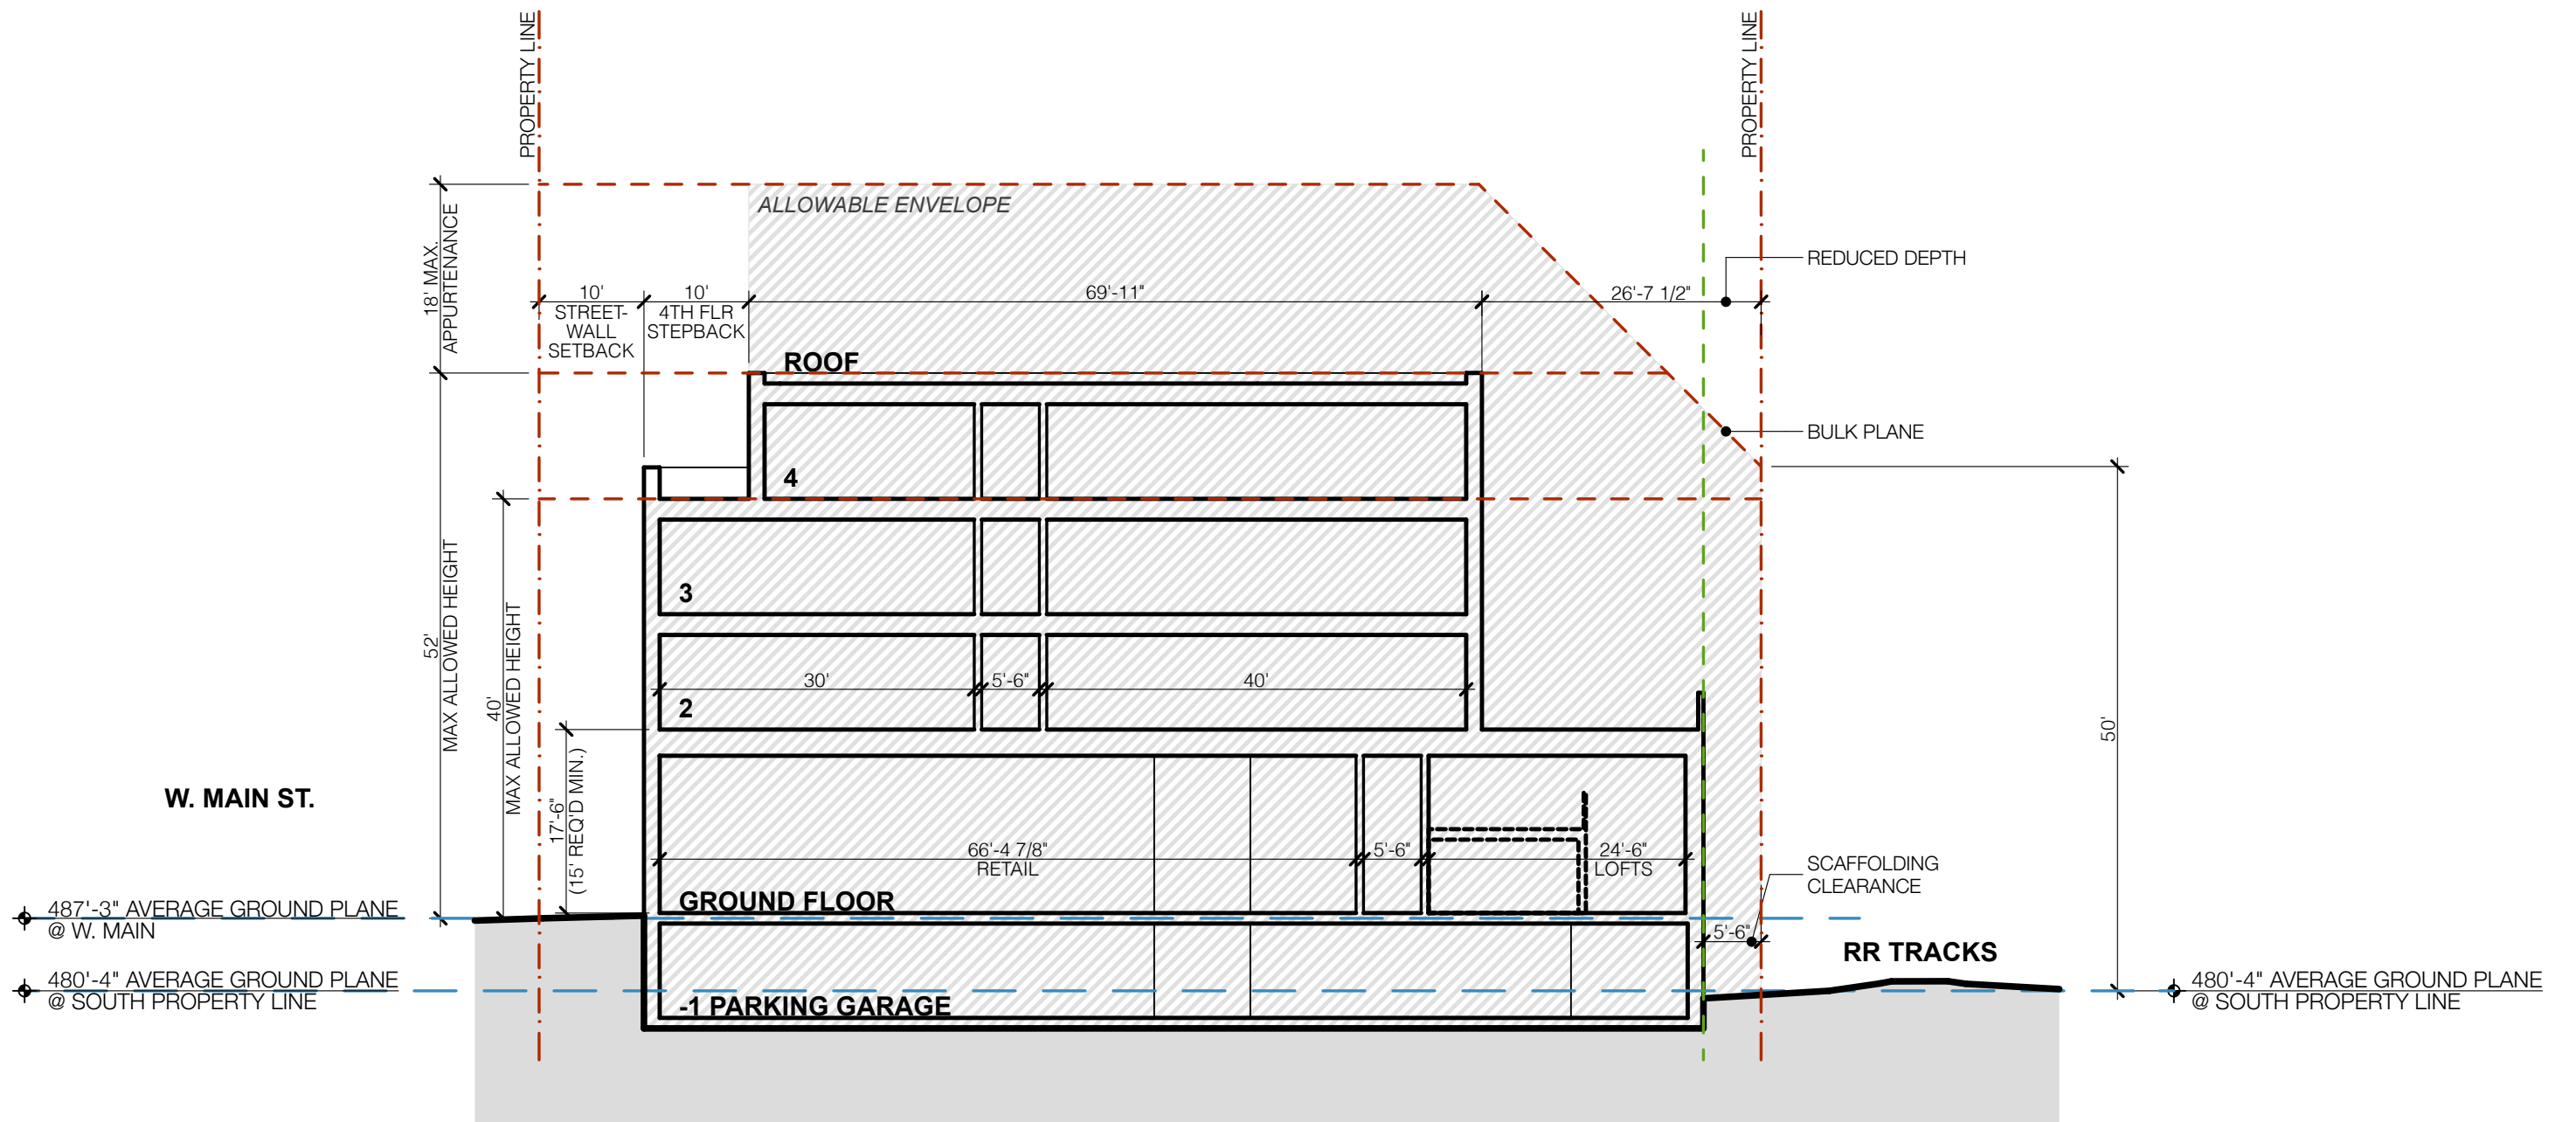 PROPERTY LINE
PROPERTY LINE
ALLOWABLE ENVELOPE
18' MAX.
APPURTENANCE
REDUCED DEPTH
10'
STREET-
WALL
SETBACK
10'
4TH FLR
STEPBACK
69'-11"
26'-7 1/2"
ROOF
BULK PLANE
4
52'
MAX ALLOWED HEIGHT
40'
MAX ALLOWED HEIGHT
3
30'
5'-6"
40'
2
50'
17'-6"
(15' REQ'D MIN.)
W. MAIN ST.
66'-4 7/8"
RETAIL
5'-6"
24'-6"
LOFTS
SCAFFOLDING
CLEARANCE
GROUND FLOOR
487'-3" AVERAGE GROUND PLANE
@ W. MAIN
5'-6"
RR TRACKS
480'-4" AVERAGE GROUND PLANE
@ SOUTH PROPERTY LINE
-1 PARKING GARAGE
480'-4" AVERAGE GROUND PLANE
@ SOUTH PROPERTY LINE